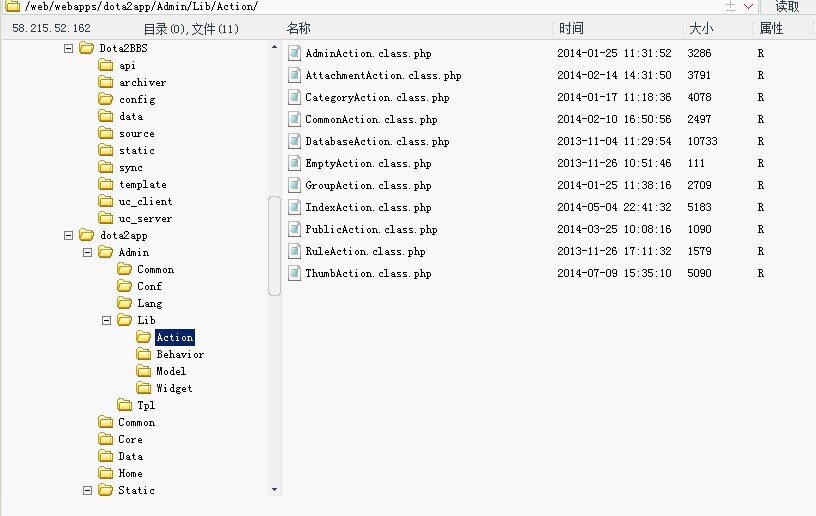 /web/webapps/dota2app/Admin/Lib/Action/ 读取
58.215.52.162 目录(0),文件(11) 名称 时间 大小 属性
Dota2BBS
api
archiver
config
data
source
static
sync
template
uc_client
uc_server
dota2app
Admin
Common
Conf
Lang
Lib
Action
Behavior
Model
Widget
Tpl
Common
Core
Data
Home
Static
AdminAction.class.php 2014-01-25 11:31:52 3286 R
AttachmentAction.class.php 2014-02-14 14:31:50 3791 R
CategoryAction.class.php 2014-01-17 11:18:36 4078 R
CommonAction.class.php 2014-02-10 16:50:56 2497 R
DatabaseAction.class.php 2013-11-04 11:29:54 10733 R
EmptyAction.class.php 2013-11-26 10:51:46 111 R
GroupAction.class.php 2014-01-25 11:38:16 2709 R
IndexAction.class.php 2014-05-04 22:41:32 5183 R
PublicAction.class.php 2014-03-25 10:08:16 1090 R
RuleAction.class.php 2013-11-26 17:11:32 1579 R
ThumbAction.class.php 2014-07-09 15:35:10 5090 R